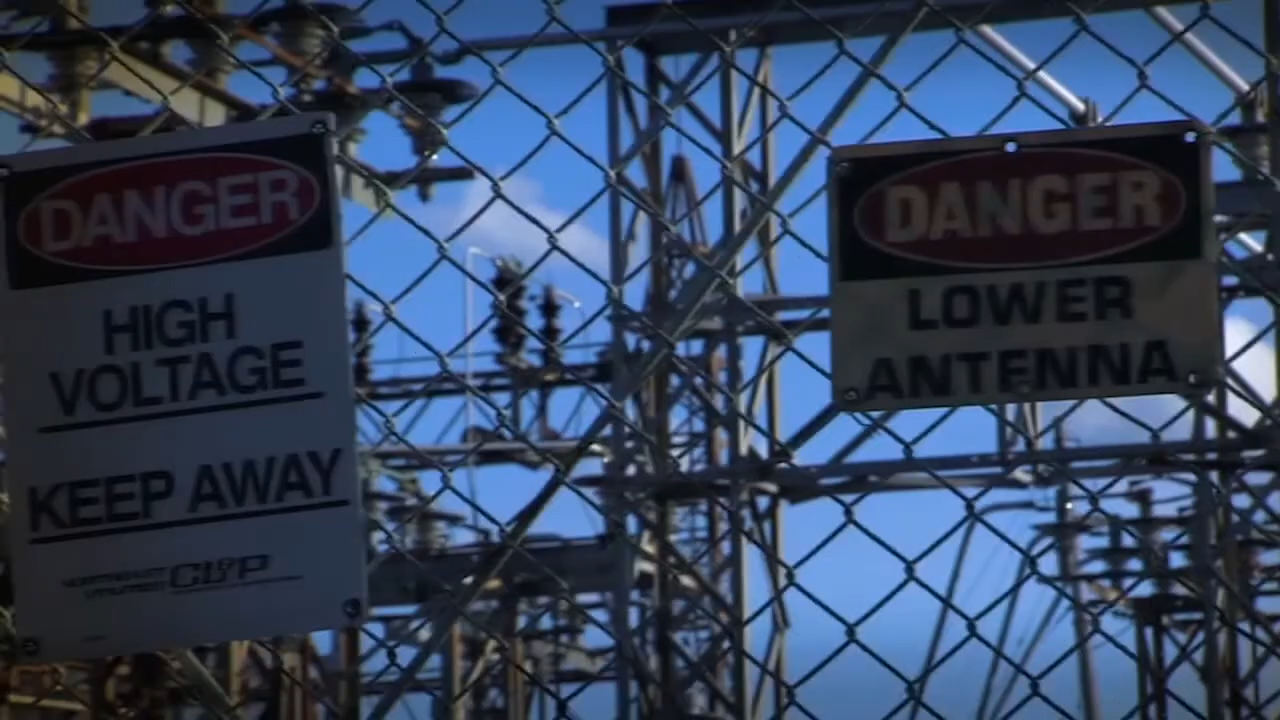 DANGER
HIGH
VOLTAGE
KEEP AWAY
CL&P
DANGER
LOWER
ANTENNA